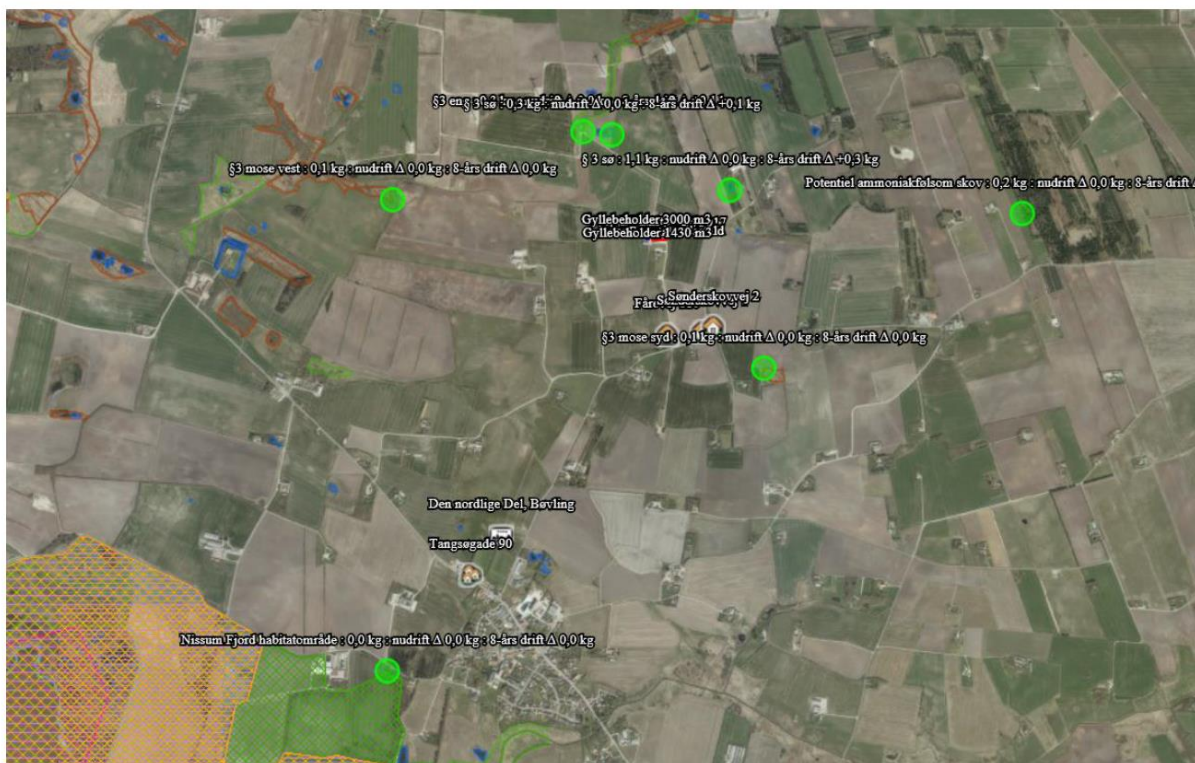 §3 en
§ 3 sø : 0,3 kg : nudrift Δ 0,0 kg : 8-års drift Δ +0,1 kg
§ 3 sø : 1,1 kg : nudrift Δ 0,0 kg : 8-års drift Δ +0,3 kg
§3 mose vest : 0,1 kg : nudrift Δ 0,0 kg : 8-års drift Δ 0,0 kg
Potentiel ammoniakfølsom skov : 0,2 kg : nudrift Δ 0,0 kg : 8-års drift Δ
Gyllebeholder 3000 m3
Gyllebeholder 1430 m3
Sønderskovvej 2
§3 mose syd : 0,1 kg : nudrift Δ 0,0 kg : 8-års drift Δ 0,0 kg
Den nordlige Del, Bøvling
Tangsøgade 90
Nissum Fjord habitatområde : 0,0 kg : nudrift Δ 0,0 kg : 8-års drift Δ 0,0 kg